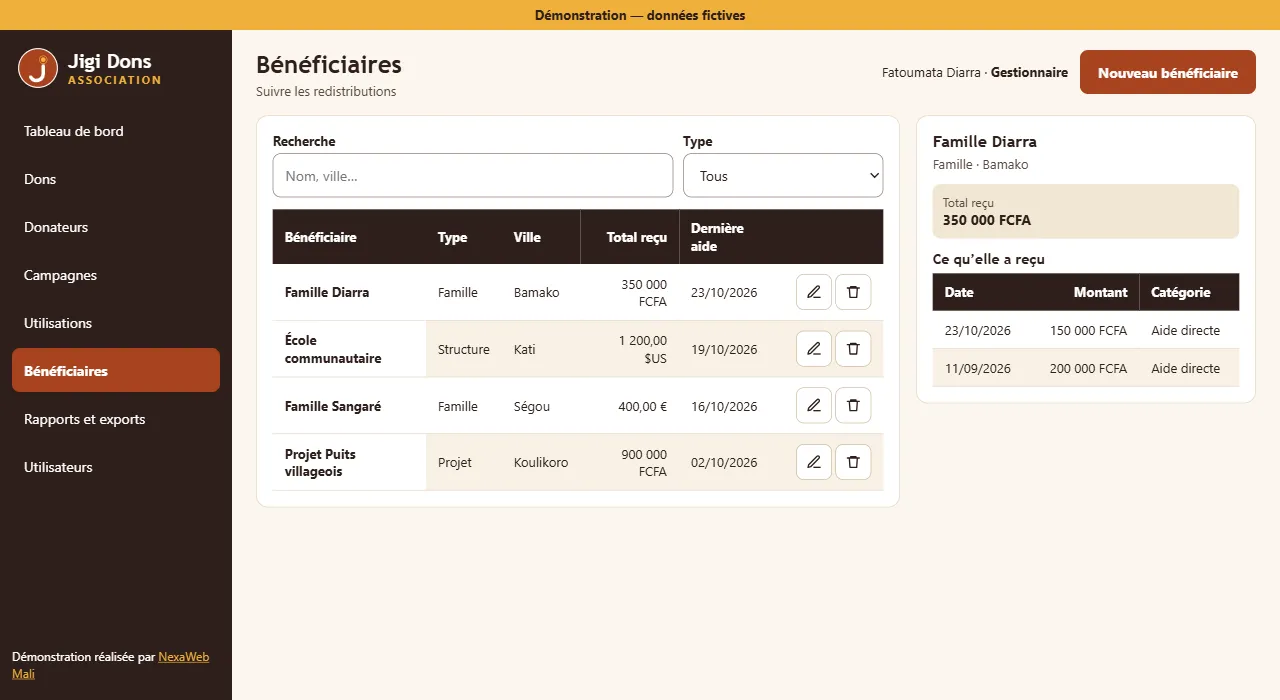 Démonstration — données fictives
Jigi Dons
ASSOCIATION
Tableau de bord
Dons
Donateurs
Campagnes
Utilisations
Bénéficiaires
Rapports et exports
Utilisateurs
Démonstration réalisée par NexaWeb
Mali
Bénéficiaires
Suivre les redistributions
Fatoumata Diarra · Gestionnaire
Nouveau bénéficiaire
Recherche
Type
Nom, ville…
Tous
Bénéficiaire Type Ville Total reçu Dernière
aide
Famille Diarra Famille Bamako 350 000
FCFA 23/10/2026
École
communautaire Structure Kati 1 200,00
$US 19/10/2026
Famille Sangaré Famille Ségou 400,00 € 16/10/2026
Projet Puits
villageois Projet Koulikoro 900 000
FCFA 02/10/2026
Famille Diarra
Famille · Bamako
Total reçu
350 000 FCFA
Ce qu’elle a reçu
Date Montant Catégorie
23/10/2026 150 000 FCFA Aide directe
11/09/2026 200 000 FCFA Aide directe